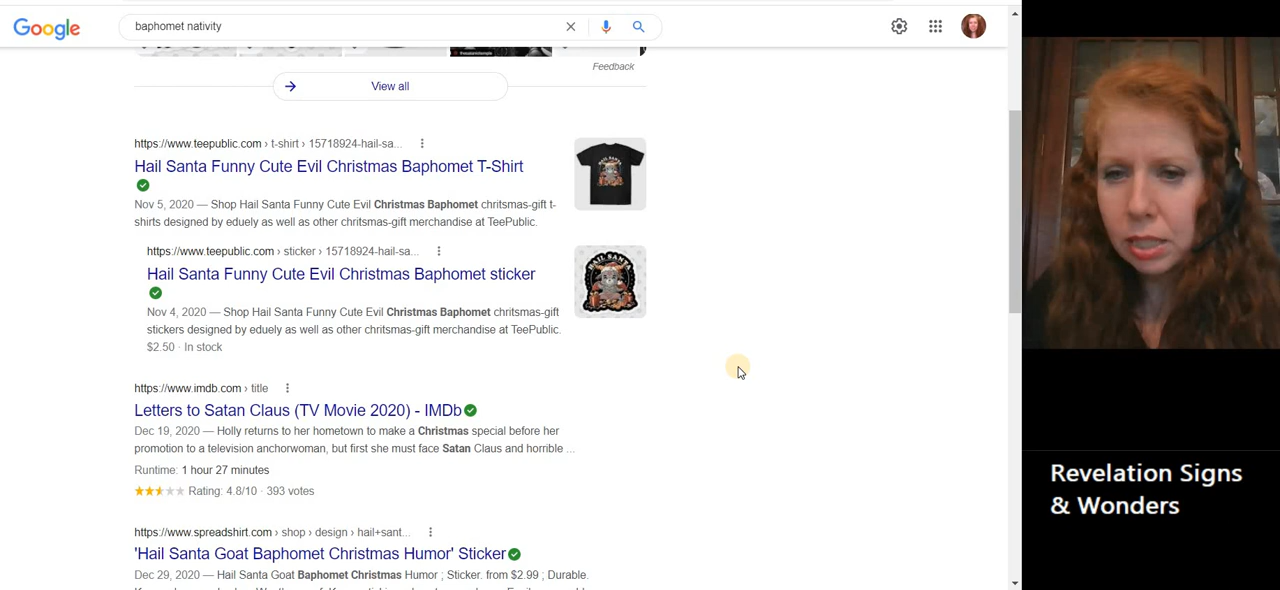 Google
baphomet nativity
Feedback
View all
https://www.teepublic.com › t-shirt › 15718924-hail-sa...
Hail Santa Funny Cute Evil Christmas Baphomet T-Shirt
Nov 5, 2020 — Shop Hail Santa Funny Cute Evil Christmas Baphomet chritsmas-gift t-
shirts designed by eduely as well as other chritsmas-gift merchandise at TeePublic.
https://www.teepublic.com › sticker › 15718924-hail-sa...
Hail Santa Funny Cute Evil Christmas Baphomet sticker
HAIL SANTA
Nov 4, 2020 — Shop Hail Santa Funny Cute Evil Christmas Baphomet chritsmas-gift
stickers designed by eduely as well as other chritsmas-gift merchandise at TeePublic.
$2.50 · In stock
https://www.imdb.com › title
Letters to Satan Claus (TV Movie 2020) - IMDb
Dec 19, 2020 — Holly returns to her hometown to make a Christmas special before her
promotion to a television anchorwoman, but first she must face Satan Claus and horrible ...
Runtime: 1 hour 27 minutes
Rating: 4.8/10 · 393 votes
https://www.spreadshirt.com › shop › design › hail+sant...
'Hail Santa Goat Baphomet Christmas Humor' Sticker
Dec 29, 2020 — Hail Santa Goat Baphomet Christmas Humor ; Sticker. from $2.99 ; Durable.
Revelation Signs
& Wonders